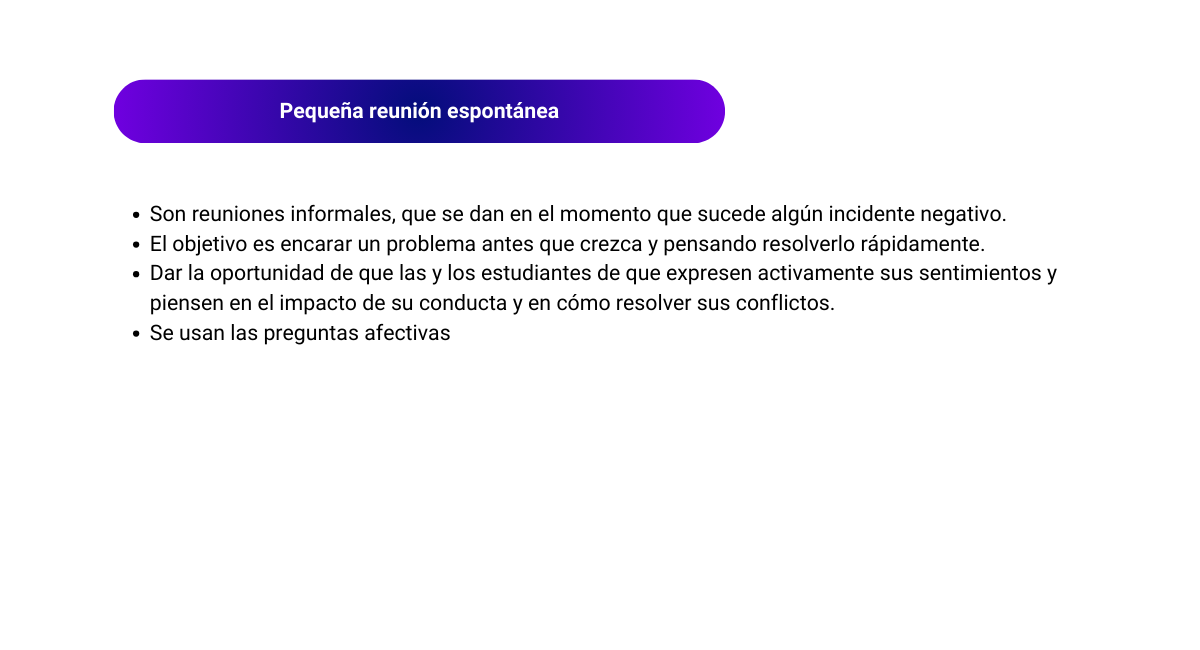 Pequeña reunión espontánea
• Son reuniones informales, que se dan en el momento que sucede algún incidente negativo.
• El objetivo es encarar un problema antes que crezca y pensando resolverlo rápidamente.
• Dar la oportunidad de que las y los estudiantes de que expresen activamente sus sentimientos y
piensen en el impacto de su conducta y en cómo resolver sus conflictos.
• Se usan las preguntas afectivas